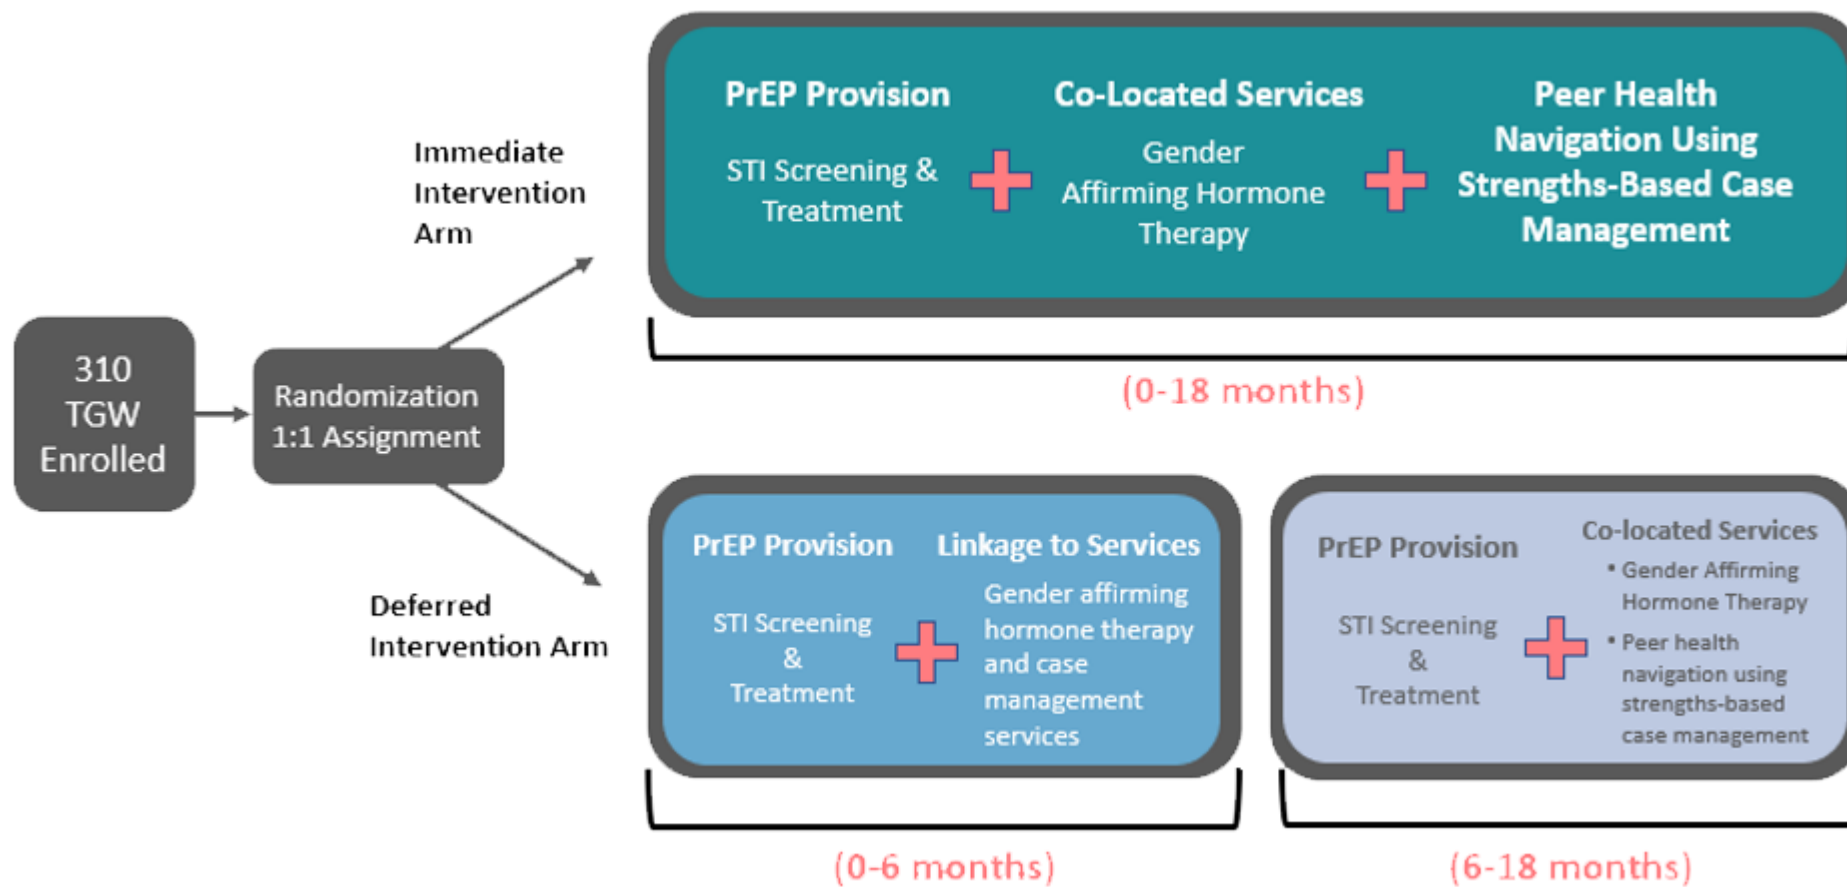 310
TGW
Enrolled
Randomization
1:1 Assignment
Immediate
Intervention
Arm
PrEP Provision
STI Screening &
Treatment
Co-Located Services
Gender
Affirming Hormone
Therapy
Peer Health
Navigation Using
Strengths-Based Case
Management
(0-18 months)
Deferred
Intervention Arm
PrEP Provision
STI Screening
&
Treatment
Linkage to Services
Gender affirming
hormone therapy
and case
management
services
(0-6 months)
PrEP Provision
STI Screening
&
Treatment
Co-located Services
▪ Gender Affirming
Hormone Therapy
▪ Peer health
navigation using
strengths-based
case management
(6-18 months)